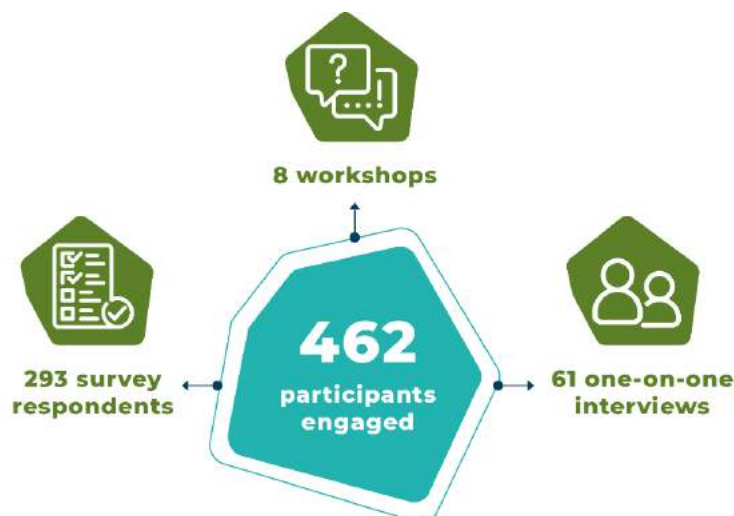 8 workshops
462
participants
engaged
293 survey
respondents
61 one-on-one
interviews